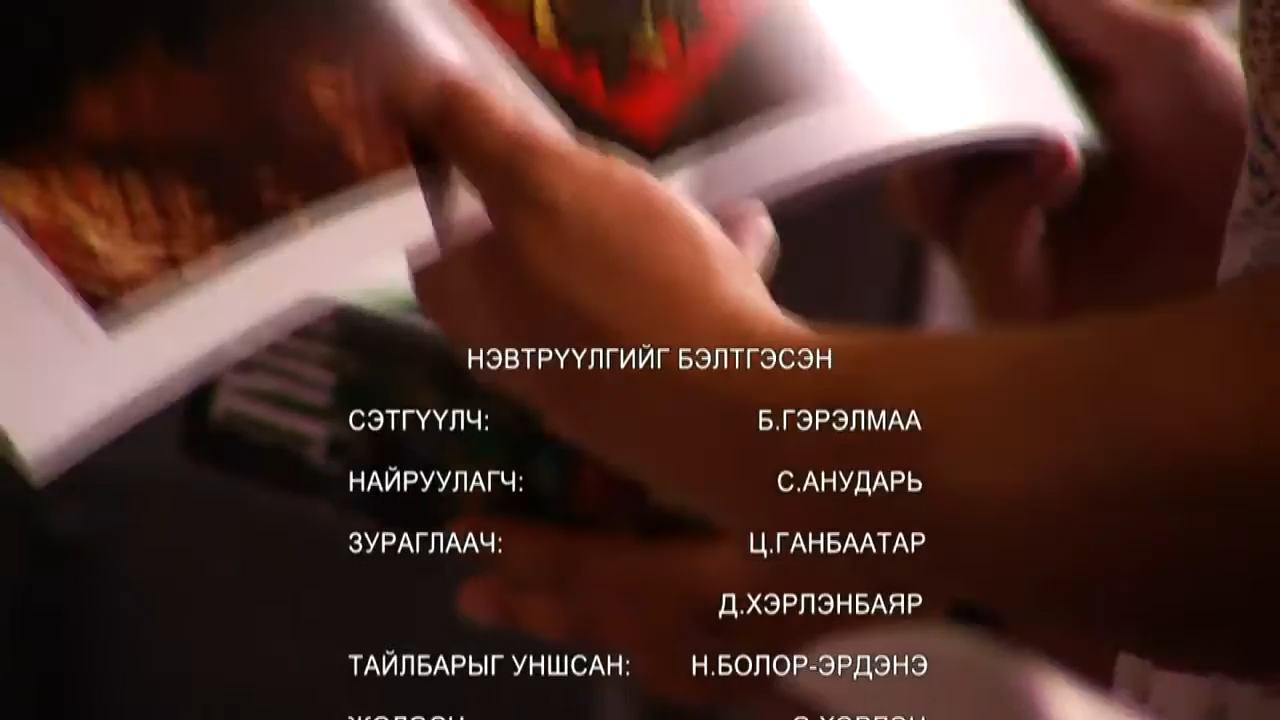 НЭВТРҮҮЛГИЙГ БЭЛТГЭСЭН
СЭТГҮҮЛЧ: Б.ГЭРЭЛМАА
НАЙРУУЛАГЧ: С.АНУДАРЬ
ЗУРАГЛААЧ: Ц.ГАНБААТАР
Д.ХЭРЛЭНБАЯР
ТАЙЛБАРЫГ УНШСАН: Н.БОЛОР-ЭРДЭНЭ